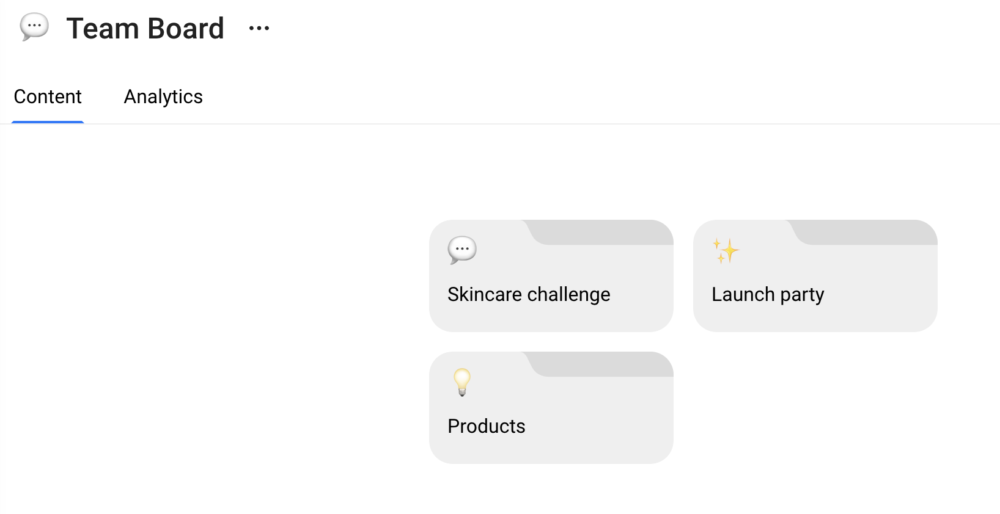 Team Board
Content Analytics
Skincare challenge
Launch party
Products